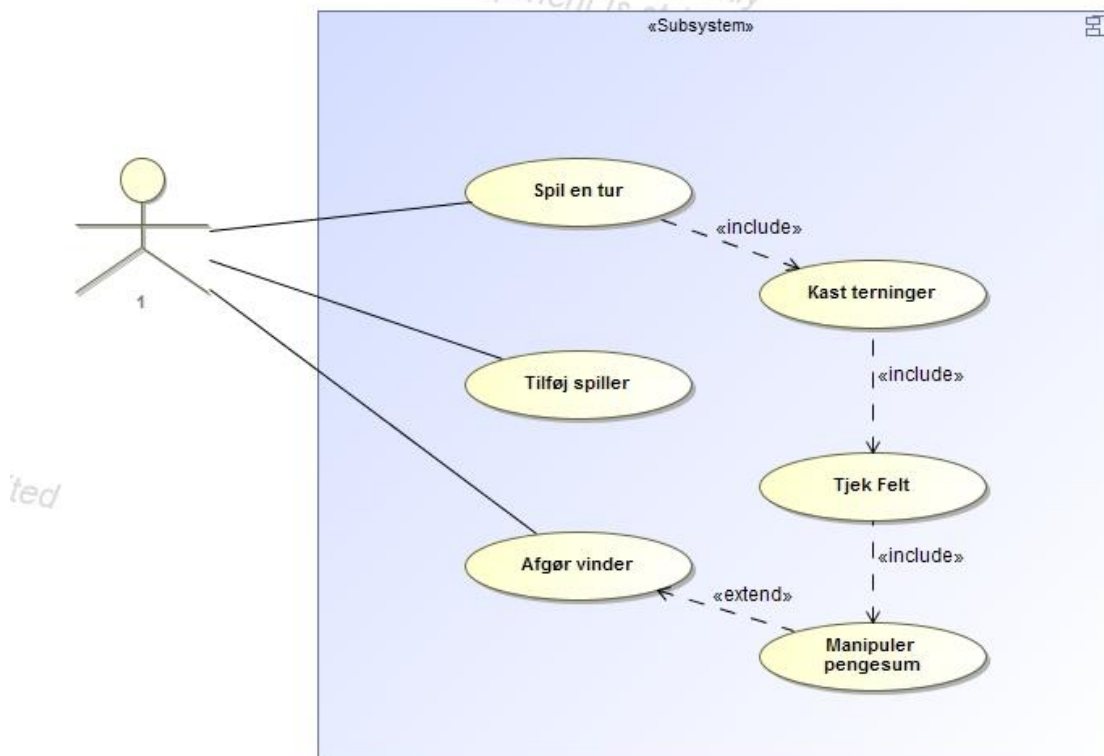 «Subsystem»
Spil en tur
«include»
Kast terninger
1
«include»
Tilføj spiller
Tjek Felt
«include»
Afgør vinder
«extend»
Manipuler
pengesum